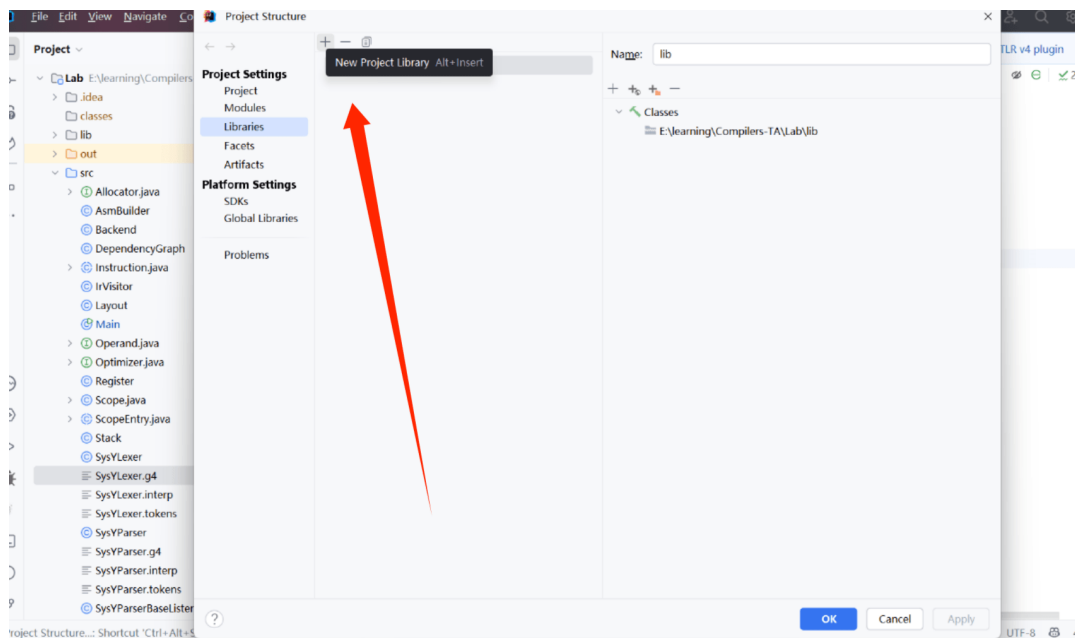 File Edit View Navigate Co
Project Structure
Project
TLR v4 plugin
New Project Library Alt+Insert
Name: lib
Lab E:\learning\Compilers
.idea
classes
lib
out
src
Allocator.java
AsmBuilder
Backend
DependencyGraph
Instruction.java
IrVisitor
Layout
Main
Operand.java
Optimizer.java
Register
Scope.java
ScopeEntry.java
Stack
SysYLexer
SysYLexer.g4
SysYLexer.interp
SysYLexer.tokens
SysYParser
SysYParser.g4
SysYParser.interp
SysYParser.tokens
SysYParserBaseLister
Project Settings
Project
Modules
Libraries
Facets
Artifacts
Platform Settings
SDKs
Global Libraries
Problems
Classes
E:\learning\Compilers-TA\Lab\lib
2
?
OK Cancel Apply
roject Structure...: Shortcut 'Ctrl+Alt+S
UTF-8